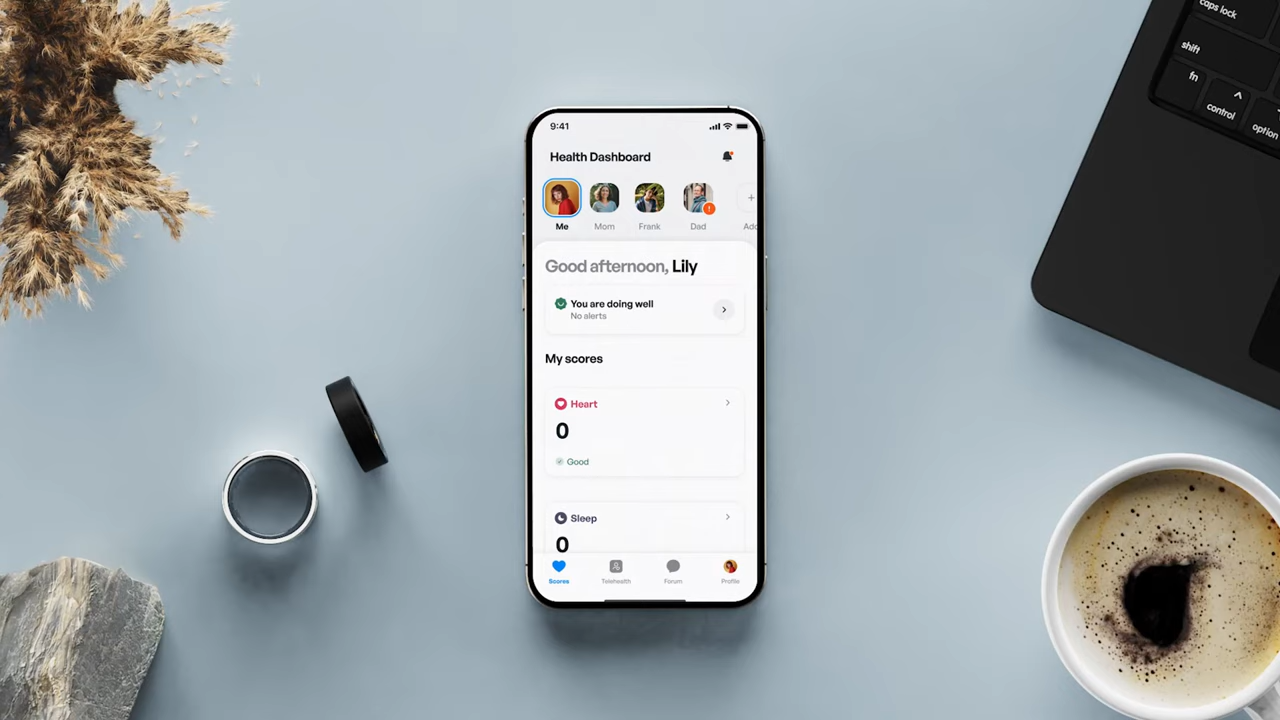 9:41
Health Dashboard
Me
Mom
Frank
Dad
Good afternoon, Lily
You are doing well
No alerts
My scores
Heart
0
Good
Sleep
0
Scores
Telehealth
Forum
Profile
caps lock
shift
fn
control
option